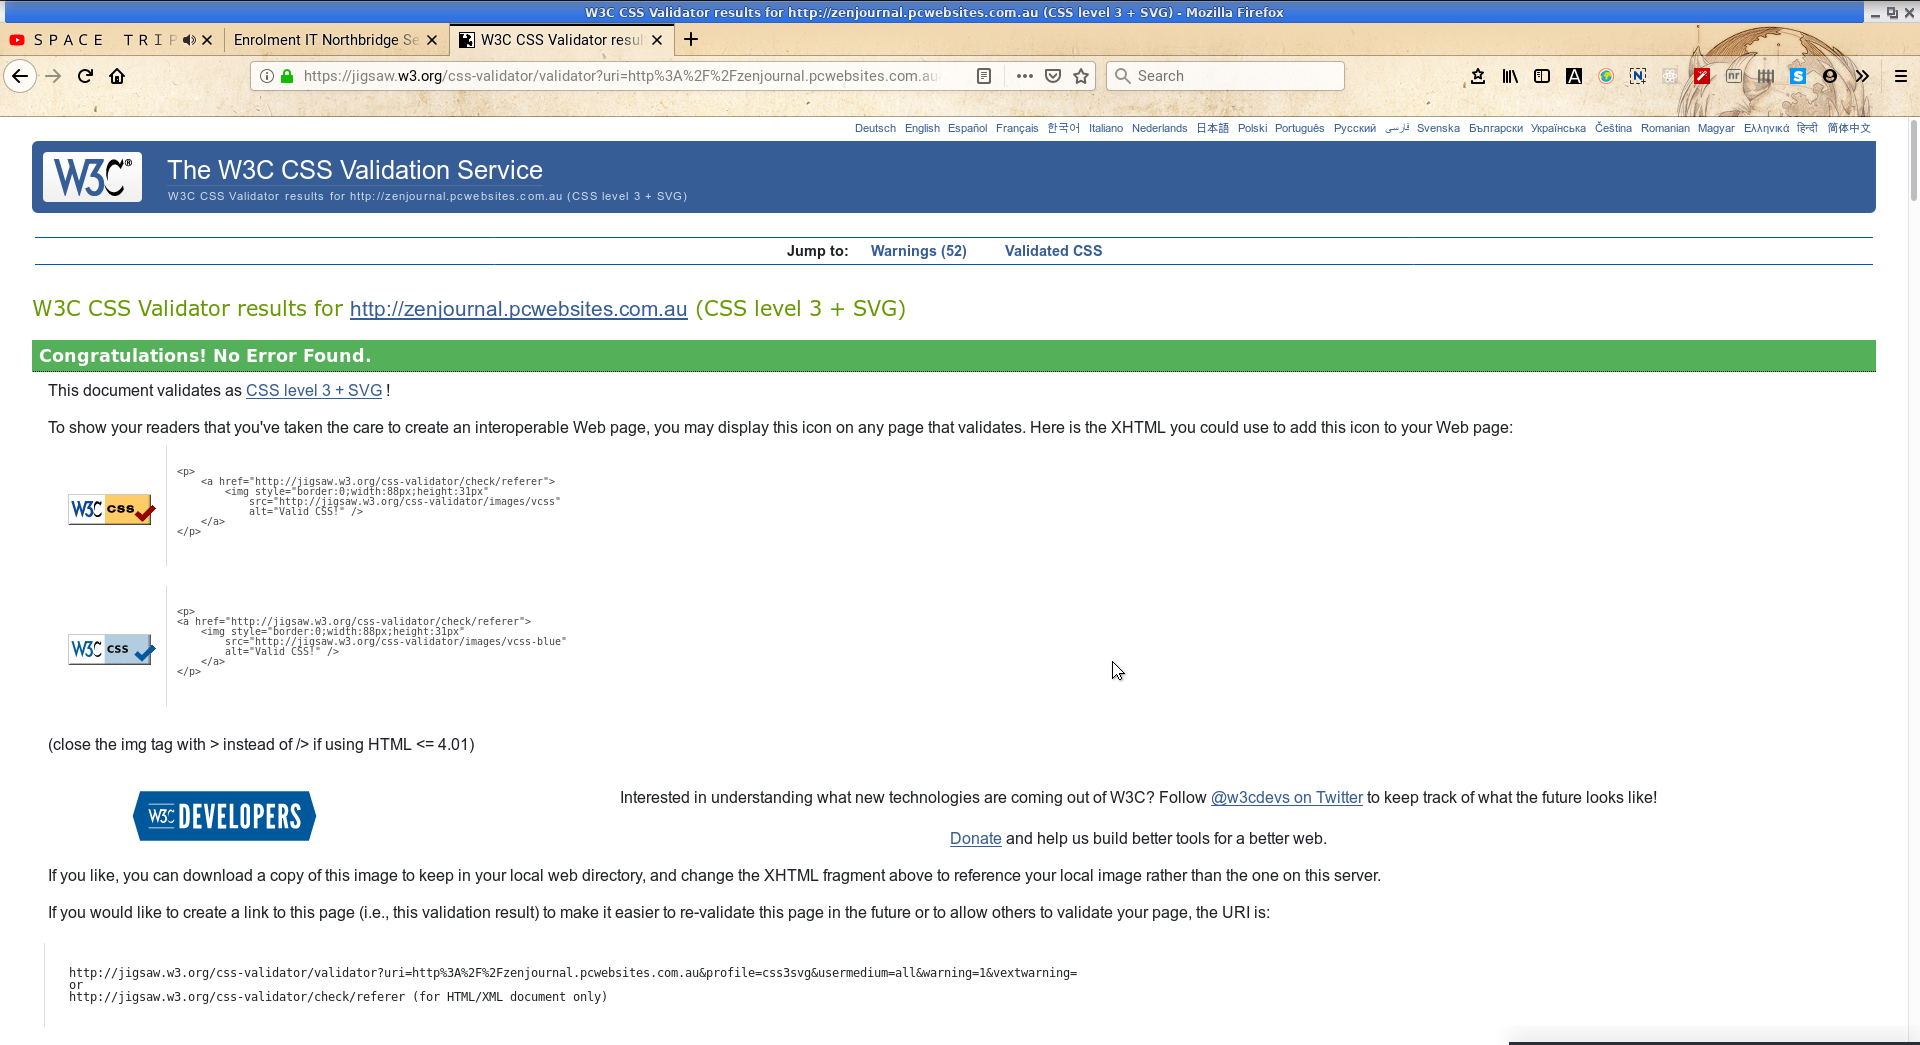 W3C CSS Validator results for http://zenjournal.pcwebsites.com.au (CSS level 3 + SVG) - Mozilla Firefox
S P A C E  T R I P
Enrolment IT Northbridge Se
W3C CSS Validator resul
https://jigsaw.w3.org/css-validator/validator?uri=http%3A%2F%2Fzenjournal.pcwebsites.com.au
Search
Deutsch English Español Français 한국어 Italiano Nederlands 日本語 Polski Português Русский فارسی Svenska Български Українська Čeština Romanian Magyar Ελληνικά हिन्दी 简体中文
W3C®
The W3C CSS Validation Service
W3C CSS Validator results for http://zenjournal.pcwebsites.com.au (CSS level 3 + SVG)
Jump to: Warnings (52) Validated CSS
W3C CSS Validator results for http://zenjournal.pcwebsites.com.au (CSS level 3 + SVG)
Congratulations! No Error Found.
This document validates as CSS level 3 + SVG !
To show your readers that you've taken the care to create an interoperable Web page, you may display this icon on any page that validates. Here is the XHTML you could use to add this icon to your Web page:
W3C CSS
<p>
<a href="http://jigsaw.w3.org/css-validator/check/referer">
<img style="border:0;width:88px;height:31px"
src="http://jigsaw.w3.org/css-validator/images/vcss"
alt="Valid CSS!" />
</a>
</p>
W3C CSS
<p>
<a href="http://jigsaw.w3.org/css-validator/check/referer">
<img style="border:0;width:88px;height:31px"
src="http://jigsaw.w3.org/css-validator/images/vcss-blue"
alt="Valid CSS!" />
</a>
</p>
(close the img tag with > instead of /> if using HTML <= 4.01)
W3C DEVELOPERS
Interested in understanding what new technologies are coming out of W3C? Follow @w3cdevs on Twitter to keep track of what the future looks like!
Donate and help us build better tools for a better web.
If you like, you can download a copy of this image to keep in your local web directory, and change the XHTML fragment above to reference your local image rather than the one on this server.
If you would like to create a link to this page (i.e., this validation result) to make it easier to re-validate this page in the future or to allow others to validate your page, the URI is:
http://jigsaw.w3.org/css-validator/validator?uri=http%3A%2F%2Fzenjournal.pcwebsites.com.au&profile=css3svg&usermedium=all&warning=1&vextwarning=
or
http://jigsaw.w3.org/css-validator/check/referer (for HTML/XML document only)